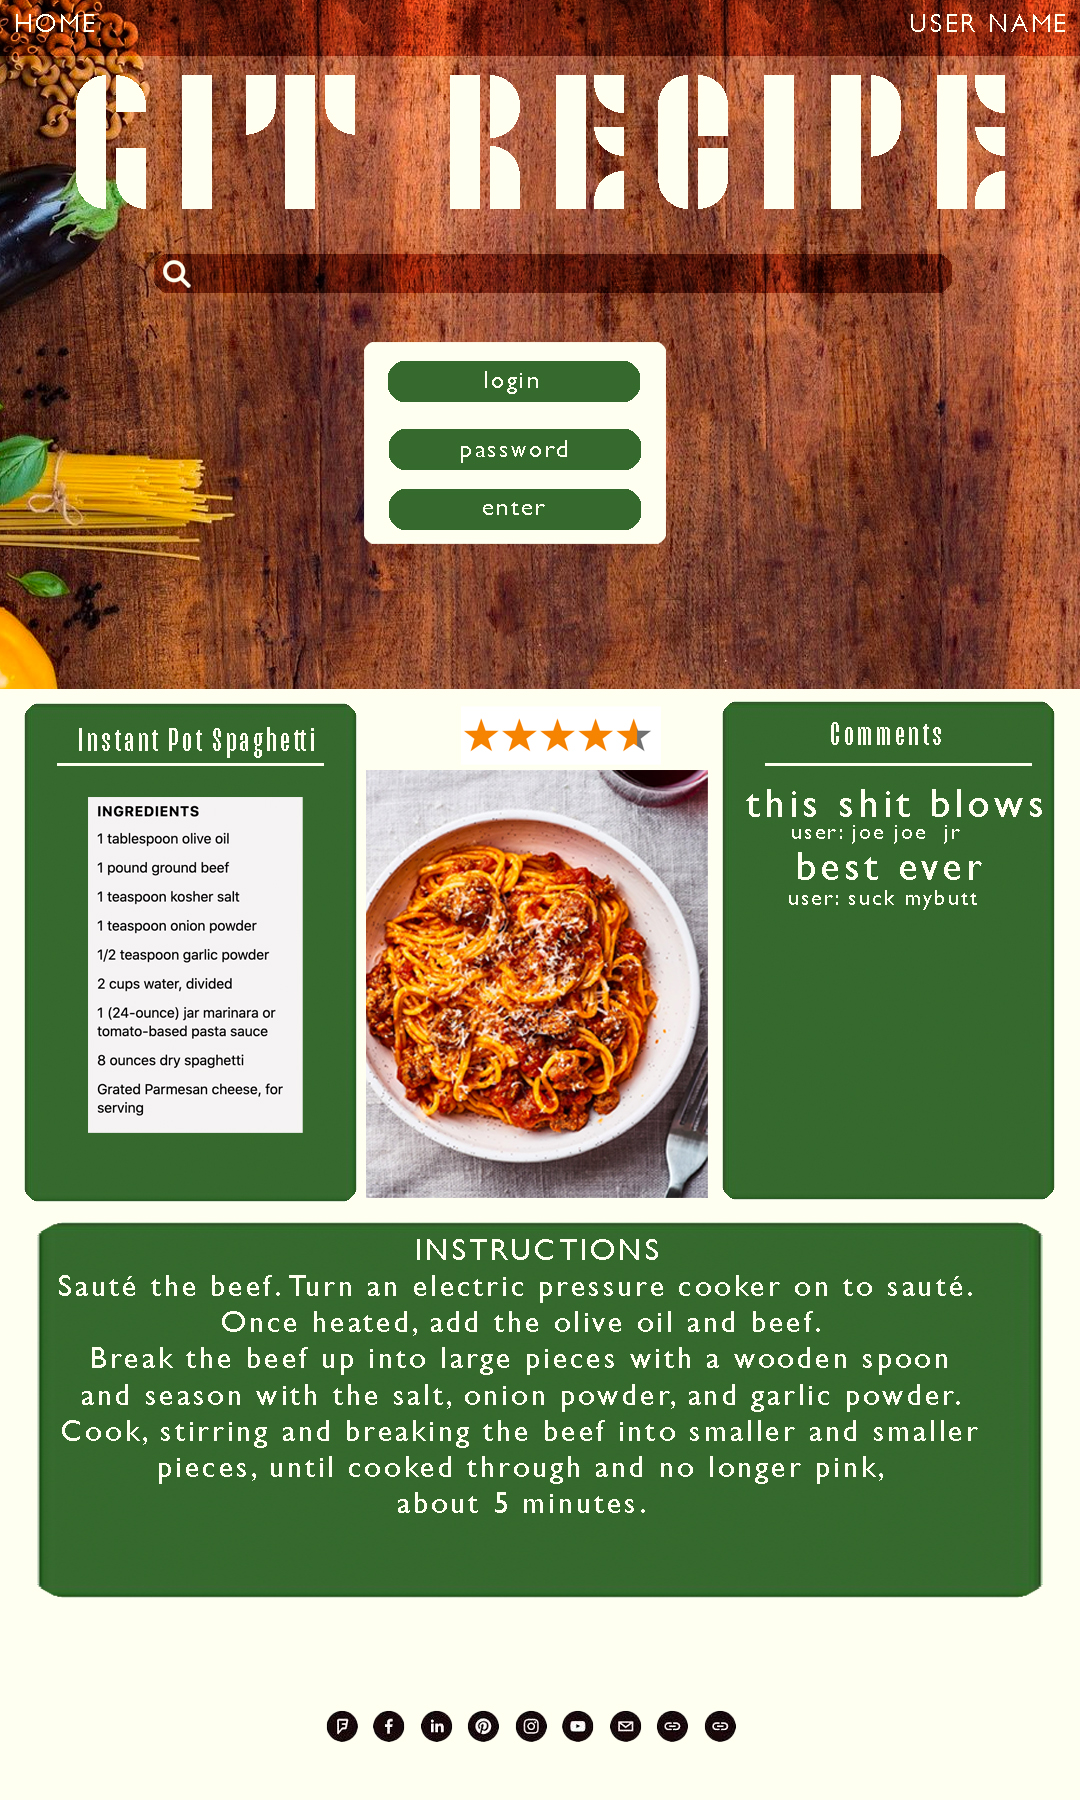 HOME
USER NAME
GIT RECIPE
login
password
enter
Instant Pot Spaghetti
INGREDIENTS
1 tablespoon olive oil
1 pound ground beef
1 teaspoon kosher salt
1 teaspoon onion powder
1/2 teaspoon garlic powder
2 cups water, divided
1 (24-ounce) jar marinara or
tomato-based pasta sauce
8 ounces dry spaghetti
Grated Parmesan cheese, for
serving
Comments
this shit blows
user: joe joe jr
best ever
user: suck mybutt
INSTRUCTIONS
Sauté the beef. Turn an electric pressure cooker on to sauté.
Once heated, add the olive oil and beef.
Break the beef up into large pieces with a wooden spoon
and season with the salt, onion powder, and garlic powder.
Cook, stirring and breaking the beef into smaller and smaller
pieces, until cooked through and no longer pink,
about 5 minutes.